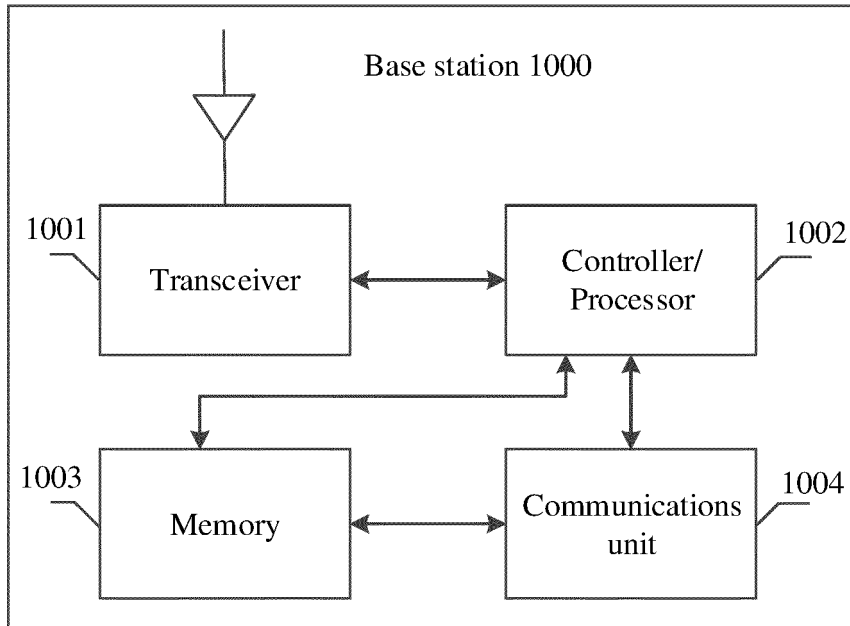 Base station 1000
1001
Transceiver
Controller/
Processor
1002
1003
Memory
Communications
unit
1004